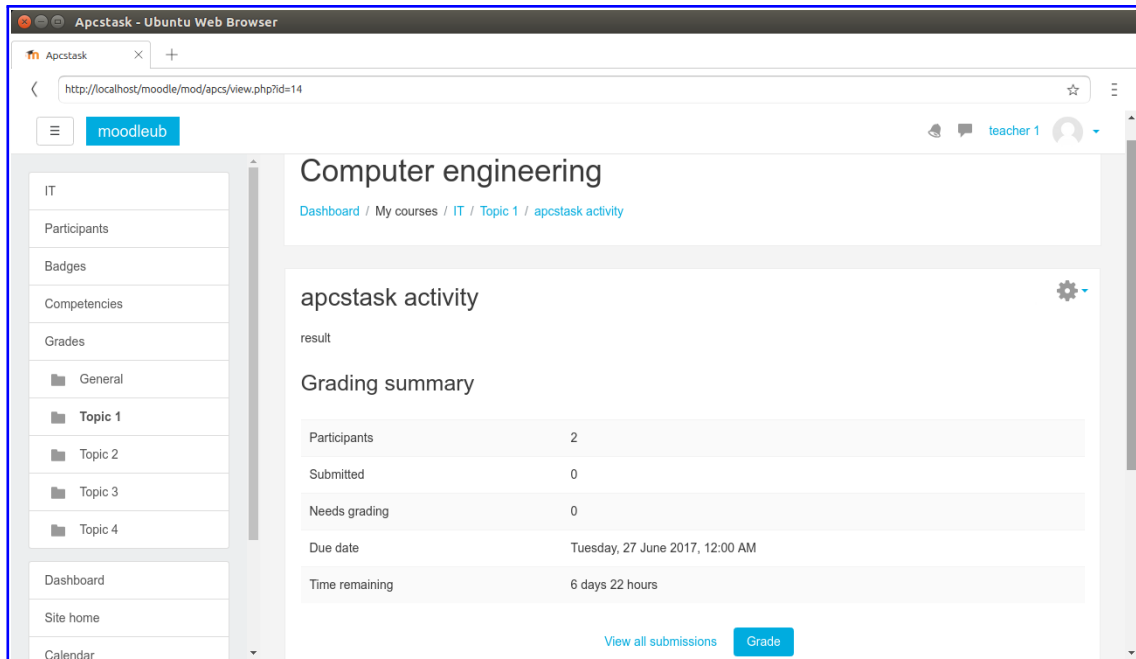 Apcstask - Ubuntu Web Browser
Apcstask
http://localhost/moodle/mod/apcs/view.php?id=14
moodleub
teacher 1
IT
Participants
Badges
Competencies
Grades
General
Topic 1
Topic 2
Topic 3
Topic 4
Dashboard
Site home
Calendar
Computer engineering
Dashboard / My courses / IT / Topic 1 / apcstask activity
apcstask activity
result
Grading summary
Participants 2
Submitted 0
Needs grading 0
Due date Tuesday, 27 June 2017, 12:00 AM
Time remaining 6 days 22 hours
View all submissions Grade